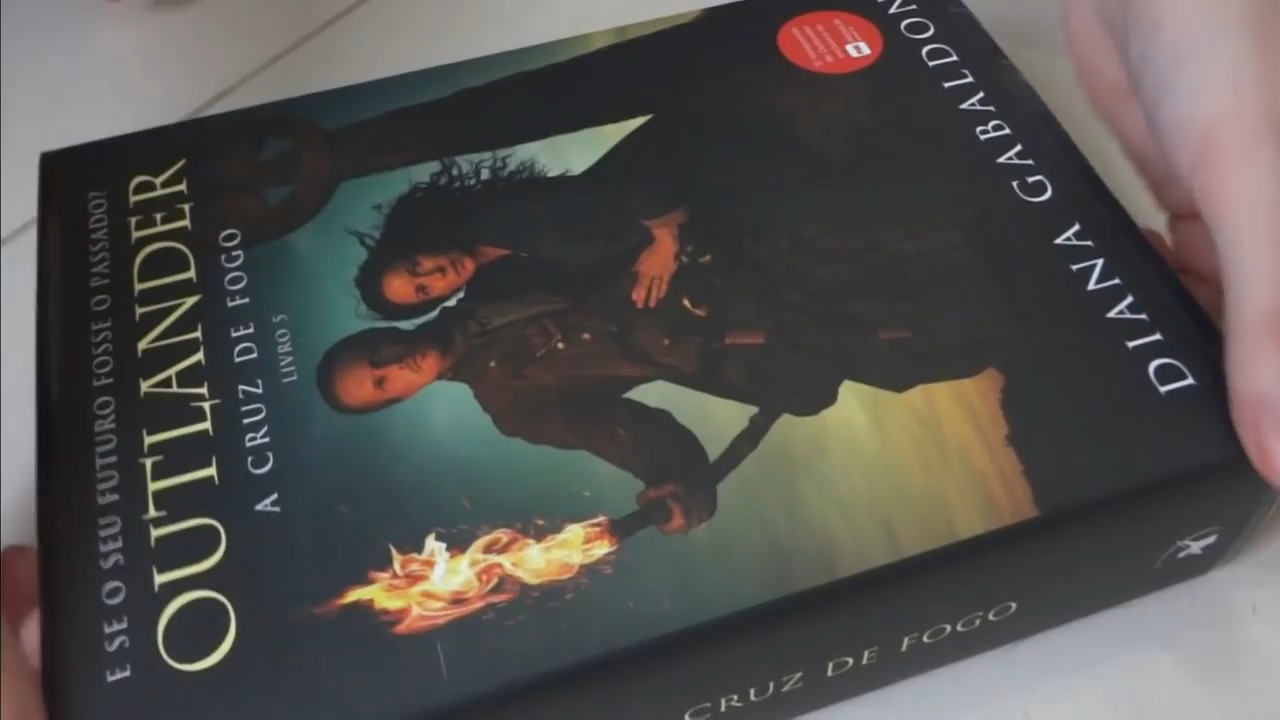 E SE O SEU FUTURO FOSSE O PASSADO?
OUTLANDER
A CRUZ DE FOGO
LIVRO 5
DIANA GABALDON
CRUZ DE FOGO